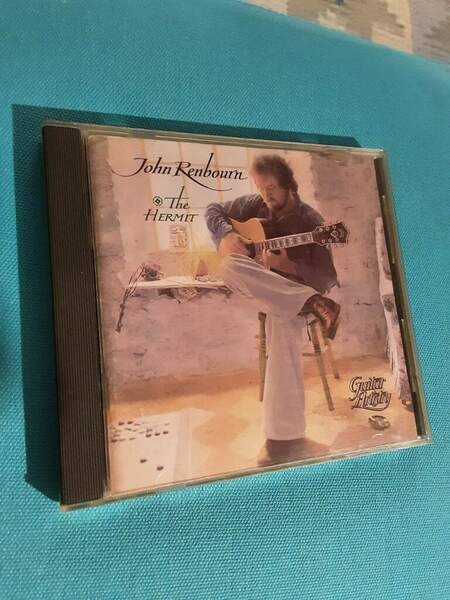 John Renbourn
The
HERMIT
Guitar
Artistry